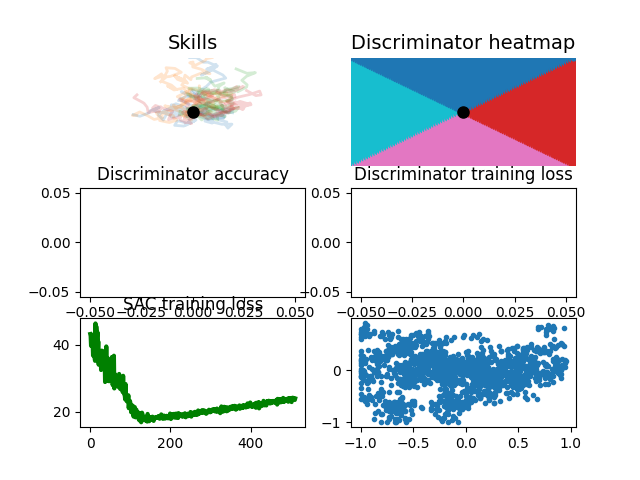 Skills
Discriminator heatmap
Discriminator accuracy
Discriminator training loss
0.05
0.00
−0.05
−0.050 −0.025 0.000 0.025 0.050
0.05
0.00
−0.05
−0.050 −0.025 0.000 0.025 0.050
SAC training loss
40
20
0 200 400
0
−1
−1.0 −0.5 0.0 0.5 1.0